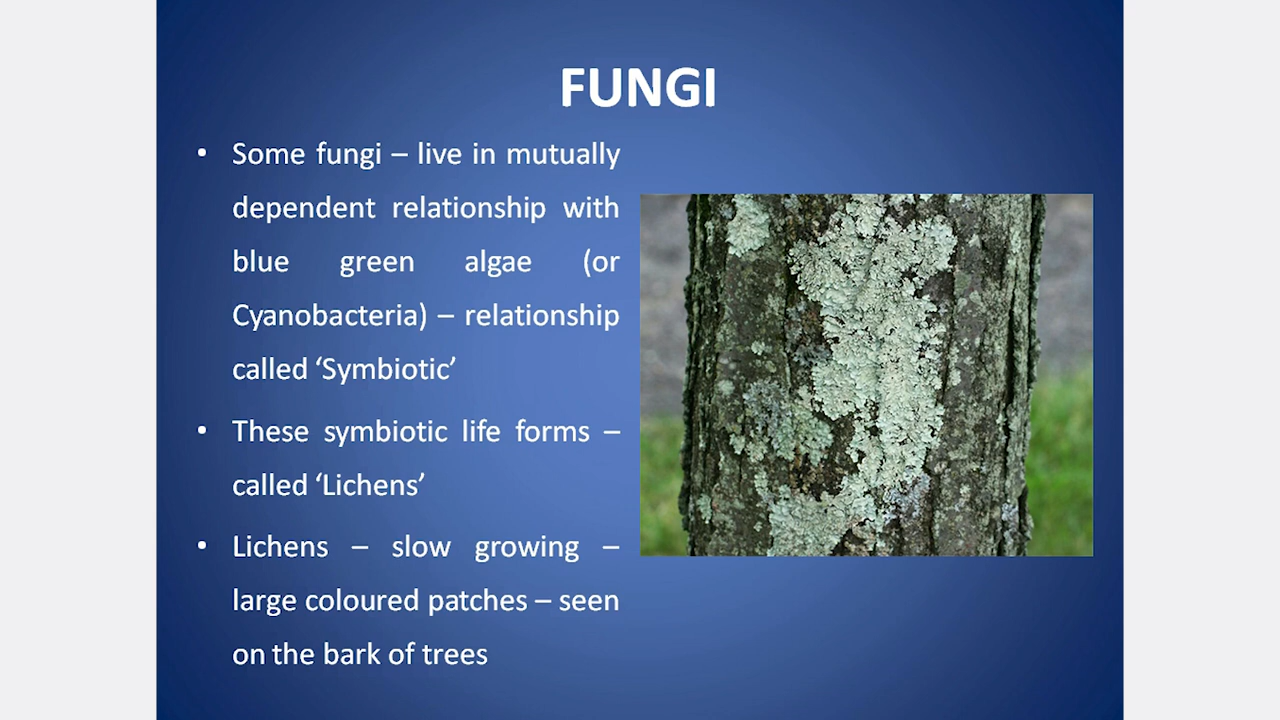 FUNGI
• Some fungi – live in mutually
dependent relationship with
blue green algae (or
Cyanobacteria) – relationship
called ‘Symbiotic’
• These symbiotic life forms –
called ‘Lichens’
• Lichens – slow growing –
large coloured patches – seen
on the bark of trees